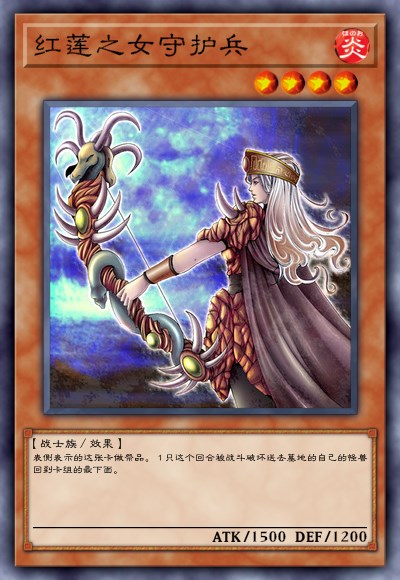 红莲之女守护兵
炎
ほのお
【战士族／效果】
表侧表示的这张卡做祭品。1只这个回合被战斗破坏送去墓地的自己的怪兽
回到卡组的最下面。
ATK/1500 DEF/1200